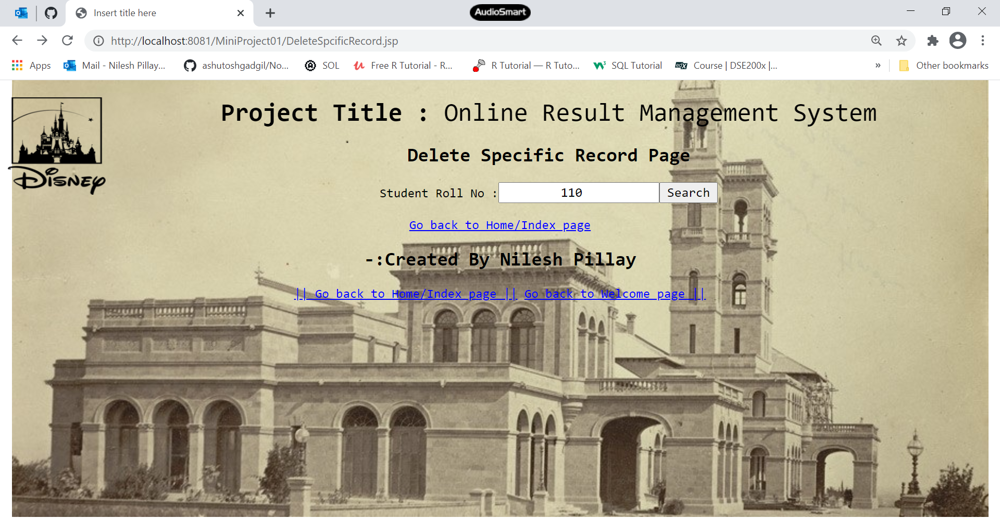 Insert title here
AudioSmart
http://localhost:8081/MiniProject01/DeleteSpcificRecord.jsp
Apps Mail - Nilesh Pillay... ashutoshgadgil/No... SOL Free R Tutorial - R... R Tutorial — R Tuto... SQL Tutorial edX Course | DSE200x |... » Other bookmarks
Project Title : Online Result Management System
Delete Specific Record Page
Disney
Student Roll No : 110 Search
Go back to Home/Index page
-:Created By Nilesh Pillay
|| Go back to Home/Index page || Go back to Welcome page ||